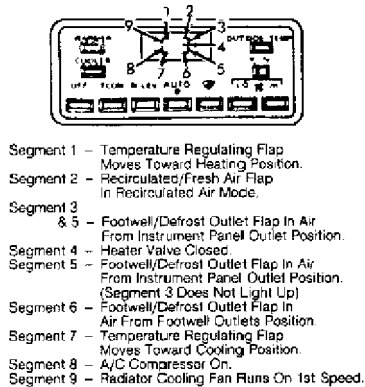 1 2
9 3
4
8 5
7 6
WARMER
OUTSIDE TEMP
COOLER
OFF ECON BI-LEV AUTO
LO HI
Segment 1 – Temperature Regulating Flap
Moves Toward Heating Position.
Segment 2 – Recirculated/Fresh Air Flap
In Recirculated Air Mode.
Segment 3
& 5 – Footwell/Defrost Outlet Flap In Air
From Instrument Panel Outlet Position.
Segment 4 – Heater Valve Closed.
Segment 5 – Footwell/Defrost Outlet Flap In Air
From Instrument Panel Outlet Position.
(Segment 3 Does Not Light Up)
Segment 6 – Footwell/Defrost Outlet Flap In
Air From Footwell Outlets Position.
Segment 7 – Temperature Regulating Flap
Moves Toward Cooling Position.
Segment 8 – A/C Compressor On.
Segment 9 – Radiator Cooling Fan Runs On 1st Speed.